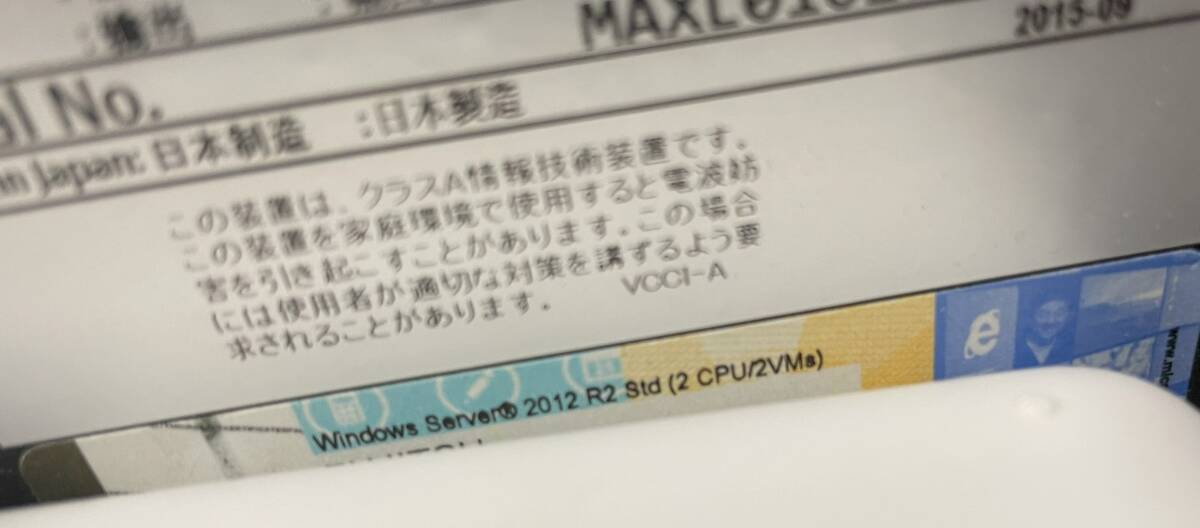 :輸出
MAXL
2015-09
al No.
an Japan: 日本制造 :日本製造
この装置は、クラスA情報技術装置です。
この装置を家庭環境で使用すると電波妨
害を引き起こすことがあります。この場合
には使用者が適切な対策を講ずるよう要
求されることがあります。 VCCI-A
Windows Server® 2012 R2 Std (2 CPU/2VMs)